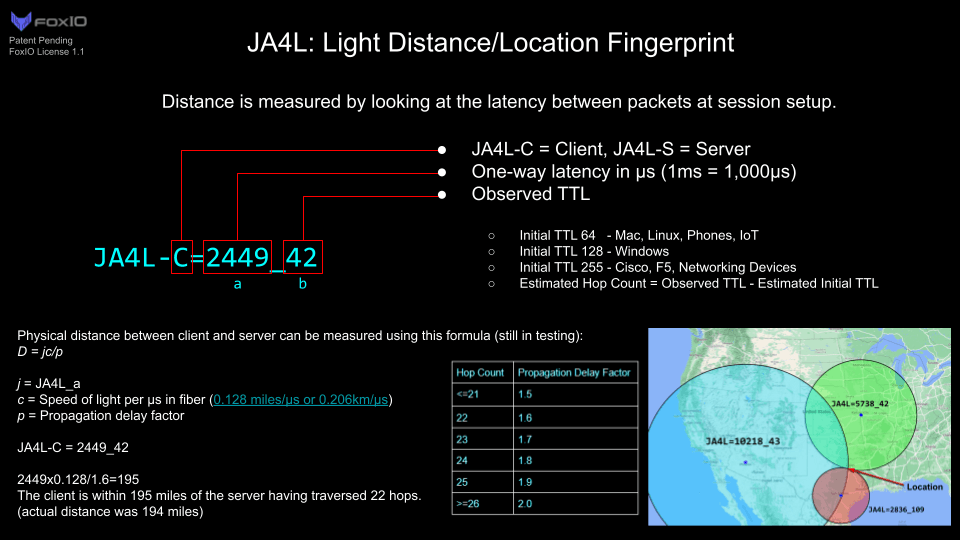 FOXIO
Patent Pending
FoxIO License 1.1
JA4L: Light Distance/Location Fingerprint
Distance is measured by looking at the latency between packets at session setup.
● JA4L-C = Client, JA4L-S = Server
● One-way latency in µs (1ms = 1,000µs)
● Observed TTL
○ Initial TTL 64 - Mac, Linux, Phones, IoT
○ Initial TTL 128 - Windows
○ Initial TTL 255 - Cisco, F5, Networking Devices
○ Estimated Hop Count = Observed TTL - Estimated Initial TTL
JA4L-C=2449_42
a b
Physical distance between client and server can be measured using this formula (still in testing):
D = jc/p
j = JA4L_a
c = Speed of light per µs in fiber (0.128 miles/µs or 0.206km/µs)
p = Propagation delay factor
JA4L-C = 2449_42
2449x0.128/1.6=195
The client is within 195 miles of the server having traversed 22 hops.
(actual distance was 194 miles)
Hop Count Propagation Delay Factor
<=21 1.5
22 1.6
23 1.7
24 1.8
25 1.9
>=26 2.0
JA4L=5738_42
United States
JA4L=10218_43
Location
JA4L=2836_109